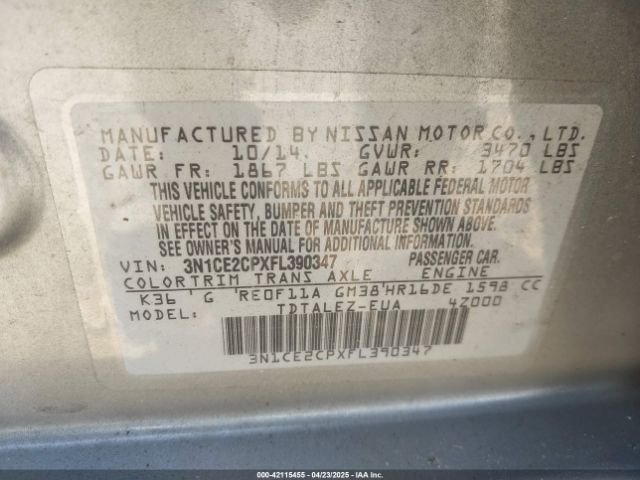 MANUFACTURED BY NISSAN MOTOR CO., LTD.
DATE: 10/14. GVWR: 3470 LBS
GAWR FR: 1867 LBS GAWR RR: 1704 LBS
THIS VEHICLE CONFORMS TO ALL APPLICABLE FEDERAL MOTOR
VEHICLE SAFETY, BUMPER AND THEFT PREVENTION STANDARDS
IN EFFECT ON THE DATE OF MANUFACTURE SHOWN ABOVE.
SEE OWNER'S MANUAL FOR ADDITIONAL INFORMATION.
VIN: 3N1CE2CPXFL390347 PASSENGER CAR.
COLOR TRIM TRANS AXLE ENGINE
K36 ' G 'RE0F11A GM38'HR16DE 1598 CC
MODEL: TDTALEZ-EUA 4Z000
3N1CE2CPXFL390347
000-42115455 - 04/23/2025 - IAAI.COM